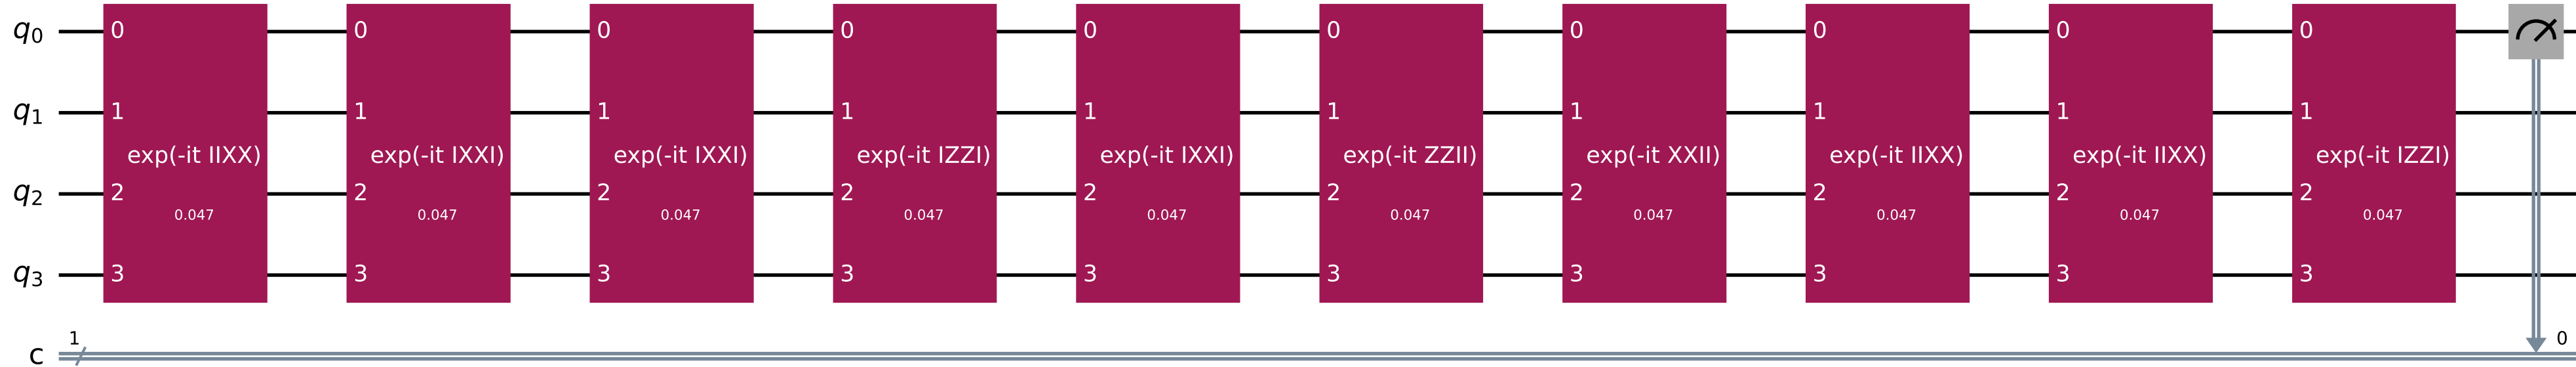 q0 0 0 0 0 0 0 0 0 0 0
q1 1 1 1 1 1 1 1 1 1 1
exp(-it IIXX) exp(-it IXXI) exp(-it IXXI) exp(-it IZZI) exp(-it IXXI) exp(-it ZZII) exp(-it XXII) exp(-it IIXX) exp(-it IIXX) exp(-it IZZI)
q2 2 2 2 2 2 2 2 2 2 2
0.047 0.047 0.047 0.047 0.047 0.047 0.047 0.047 0.047 0.047
q3 3 3 3 3 3 3 3 3 3 3
1 0
c